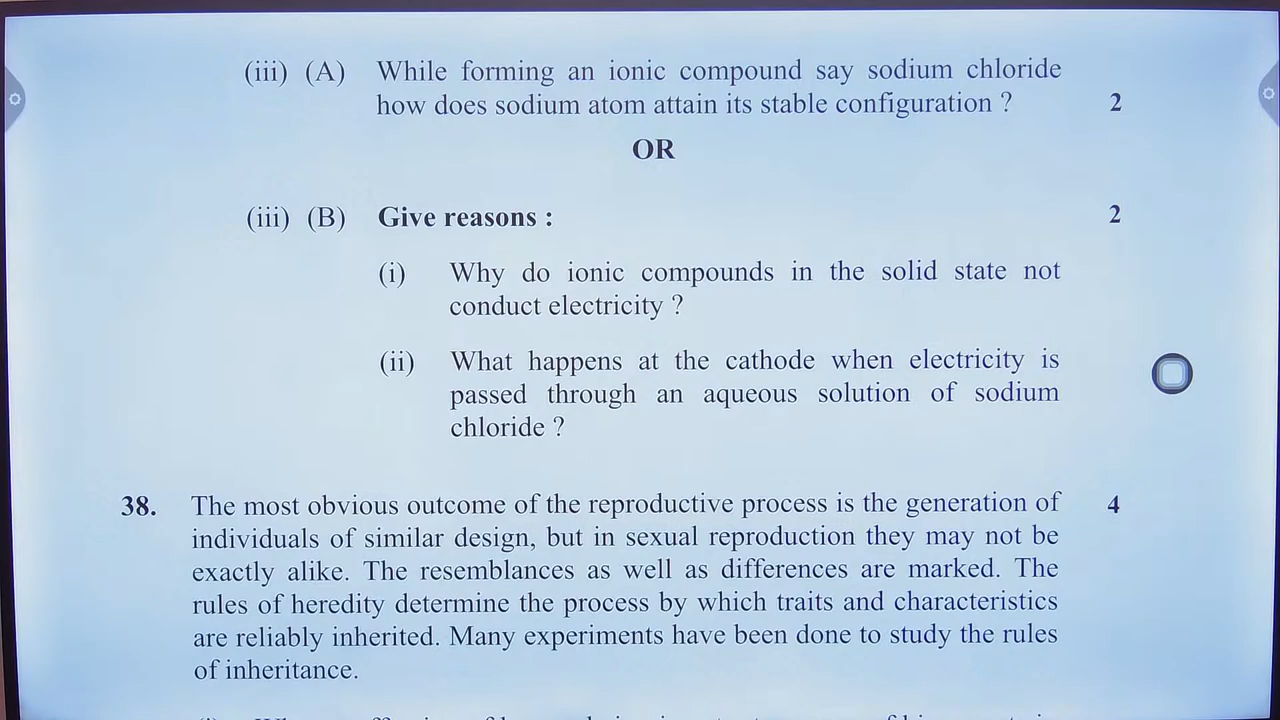 (iii) (A) While forming an ionic compound say sodium chloride
how does sodium atom attain its stable configuration ? 2
OR
(iii) (B) Give reasons : 2
(i) Why do ionic compounds in the solid state not
conduct electricity ?
(ii) What happens at the cathode when electricity is
passed through an aqueous solution of sodium
chloride ?
38. The most obvious outcome of the reproductive process is the generation of 4
individuals of similar design, but in sexual reproduction they may not be
exactly alike. The resemblances as well as differences are marked. The
rules of heredity determine the process by which traits and characteristics
are reliably inherited. Many experiments have been done to study the rules
of inheritance.